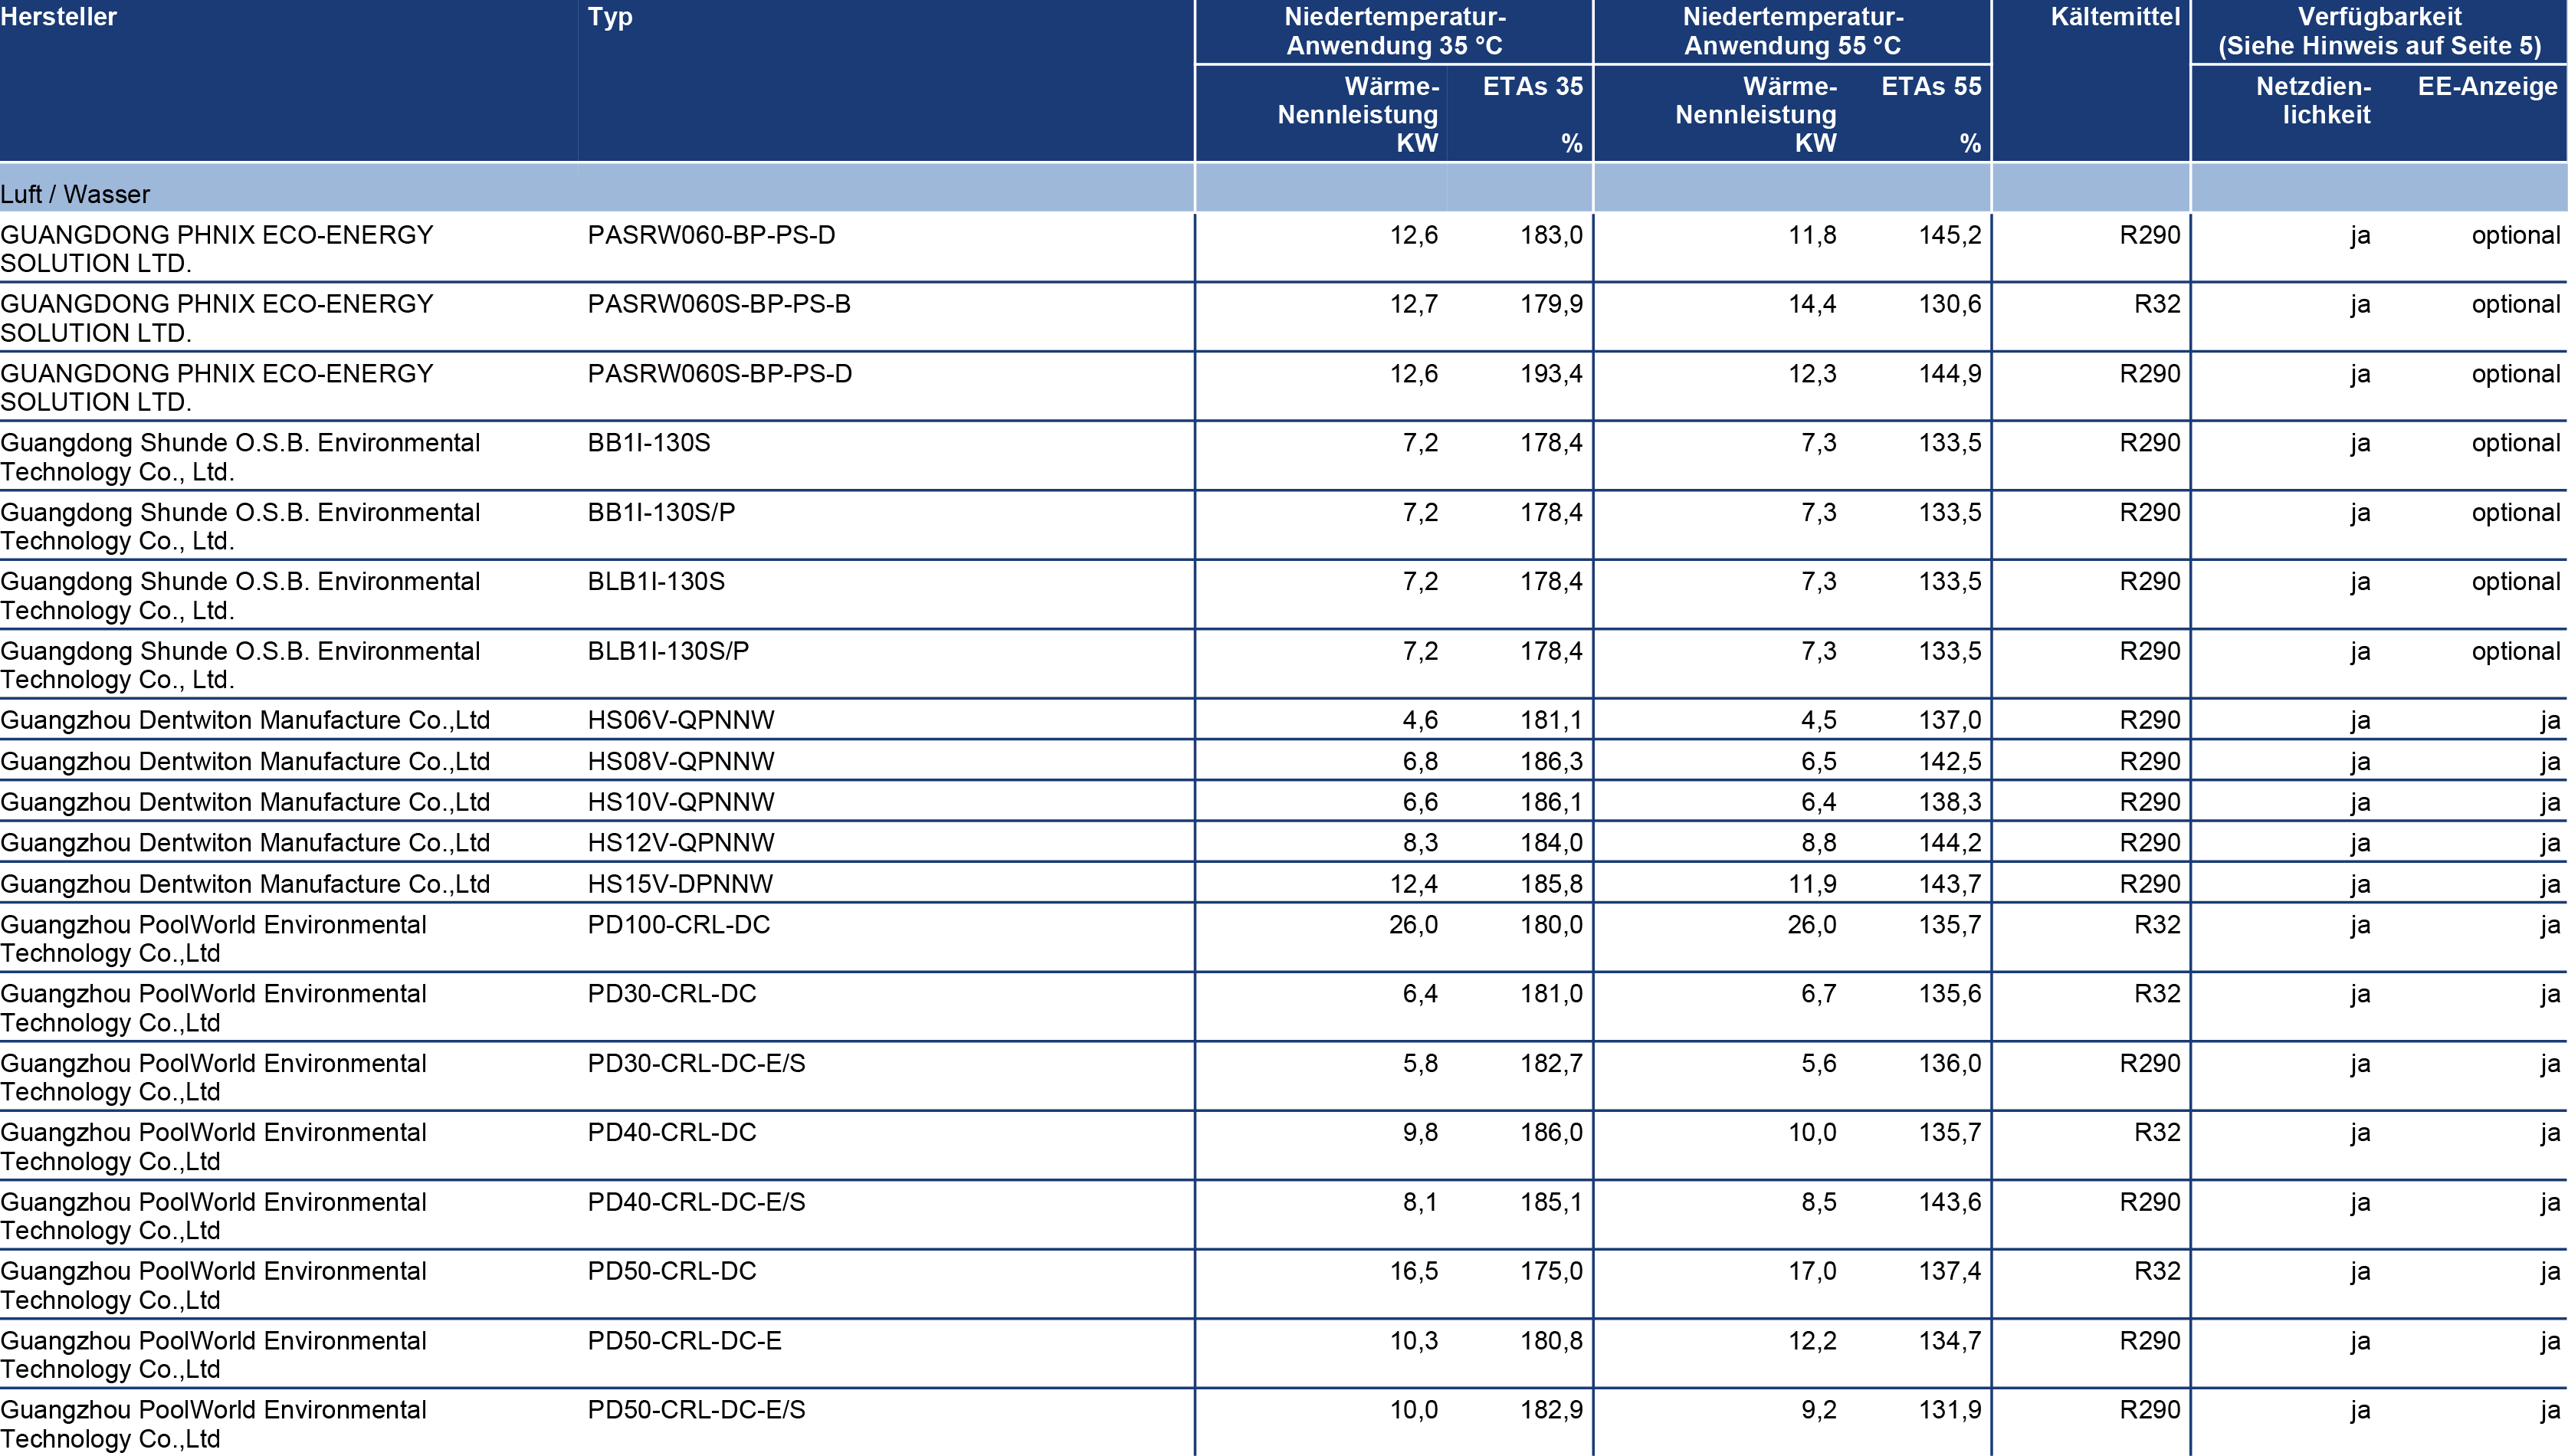 Hersteller Typ Niedertemperatur- Niedertemperatur- Kältemittel Verfügbarkeit
Anwendung 35 °C Anwendung 55 °C (Siehe Hinweis auf Seite 5)
Wärme- ETAs 35 Wärme- ETAs 55 Netzdien- EE-Anzeige
Nennleistung Nennleistung lichkeit
KW % KW %
Luft / Wasser
GUANGDONG PHNIX ECO-ENERGY PASRW060-BP-PS-D 12,6 183,0 11,8 145,2 R290 ja optional
SOLUTION LTD.
GUANGDONG PHNIX ECO-ENERGY PASRW060S-BP-PS-B 12,7 179,9 14,4 130,6 R32 ja optional
SOLUTION LTD.
GUANGDONG PHNIX ECO-ENERGY PASRW060S-BP-PS-D 12,6 193,4 12,3 144,9 R290 ja optional
SOLUTION LTD.
Guangdong Shunde O.S.B. Environmental BB1I-130S 7,2 178,4 7,3 133,5 R290 ja optional
Technology Co., Ltd.
Guangdong Shunde O.S.B. Environmental BB1I-130S/P 7,2 178,4 7,3 133,5 R290 ja optional
Technology Co., Ltd.
Guangdong Shunde O.S.B. Environmental BLB1I-130S 7,2 178,4 7,3 133,5 R290 ja optional
Technology Co., Ltd.
Guangdong Shunde O.S.B. Environmental BLB1I-130S/P 7,2 178,4 7,3 133,5 R290 ja optional
Technology Co., Ltd.
Guangzhou Dentwiton Manufacture Co.,Ltd HS06V-QPNNW 4,6 181,1 4,5 137,0 R290 ja ja
Guangzhou Dentwiton Manufacture Co.,Ltd HS08V-QPNNW 6,8 186,3 6,5 142,5 R290 ja ja
Guangzhou Dentwiton Manufacture Co.,Ltd HS10V-QPNNW 6,6 186,1 6,4 138,3 R290 ja ja
Guangzhou Dentwiton Manufacture Co.,Ltd HS12V-QPNNW 8,3 184,0 8,8 144,2 R290 ja ja
Guangzhou Dentwiton Manufacture Co.,Ltd HS15V-DPNNW 12,4 185,8 11,9 143,7 R290 ja ja
Guangzhou PoolWorld Environmental PD100-CRL-DC 26,0 180,0 26,0 135,7 R32 ja ja
Technology Co.,Ltd
Guangzhou PoolWorld Environmental PD30-CRL-DC 6,4 181,0 6,7 135,6 R32 ja ja
Technology Co.,Ltd
Guangzhou PoolWorld Environmental PD30-CRL-DC-E/S 5,8 182,7 5,6 136,0 R290 ja ja
Technology Co.,Ltd
Guangzhou PoolWorld Environmental PD40-CRL-DC 9,8 186,0 10,0 135,7 R32 ja ja
Technology Co.,Ltd
Guangzhou PoolWorld Environmental PD40-CRL-DC-E/S 8,1 185,1 8,5 143,6 R290 ja ja
Technology Co.,Ltd
Guangzhou PoolWorld Environmental PD50-CRL-DC 16,5 175,0 17,0 137,4 R32 ja ja
Technology Co.,Ltd
Guangzhou PoolWorld Environmental PD50-CRL-DC-E 10,3 180,8 12,2 134,7 R290 ja ja
Technology Co.,Ltd
Guangzhou PoolWorld Environmental PD50-CRL-DC-E/S 10,0 182,9 9,2 131,9 R290 ja ja
Technology Co.,Ltd